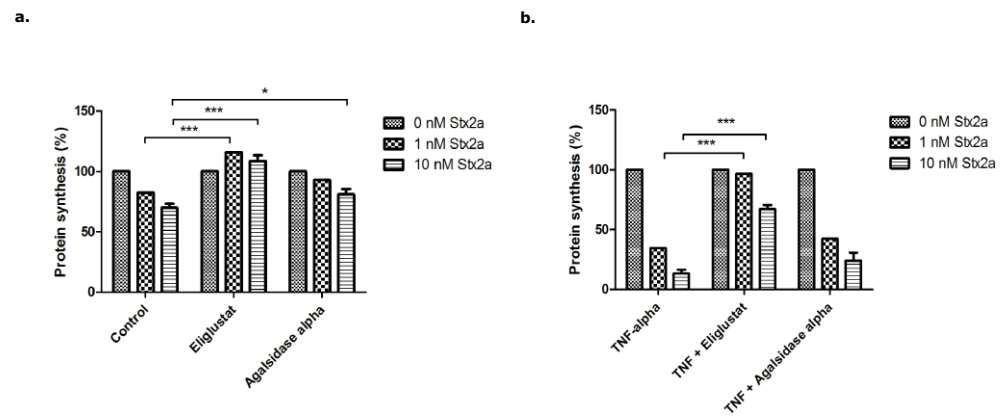 a.
*
***
***
150
100
50
0
Protein synthesis (%)
0 nM Stx2a
1 nM Stx2a
10 nM Stx2a
Control
Eliglustat
Agalsidase alpha
b.
***
***
150
100
50
0
Protein synthesis (%)
0 nM Stx2a
1 nM Stx2a
10 nM Stx2a
TNF-alpha
TNF + Eliglustat
TNF + Agalsidase alpha